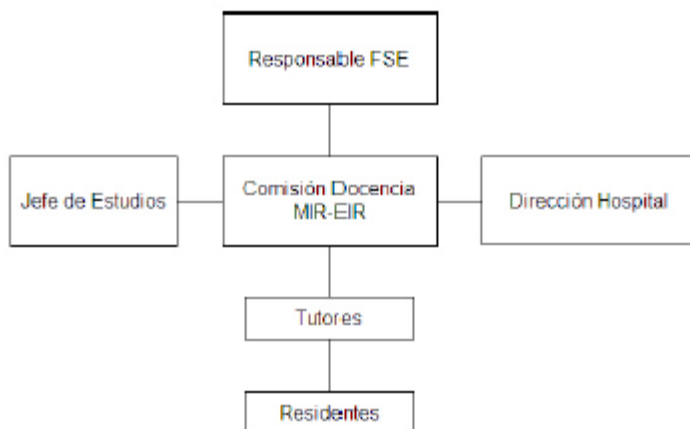 Responsable FSE
Jefe de Estudios
Comisión Docencia
MIR-EIR
Dirección Hospital
Tutores
Residentes